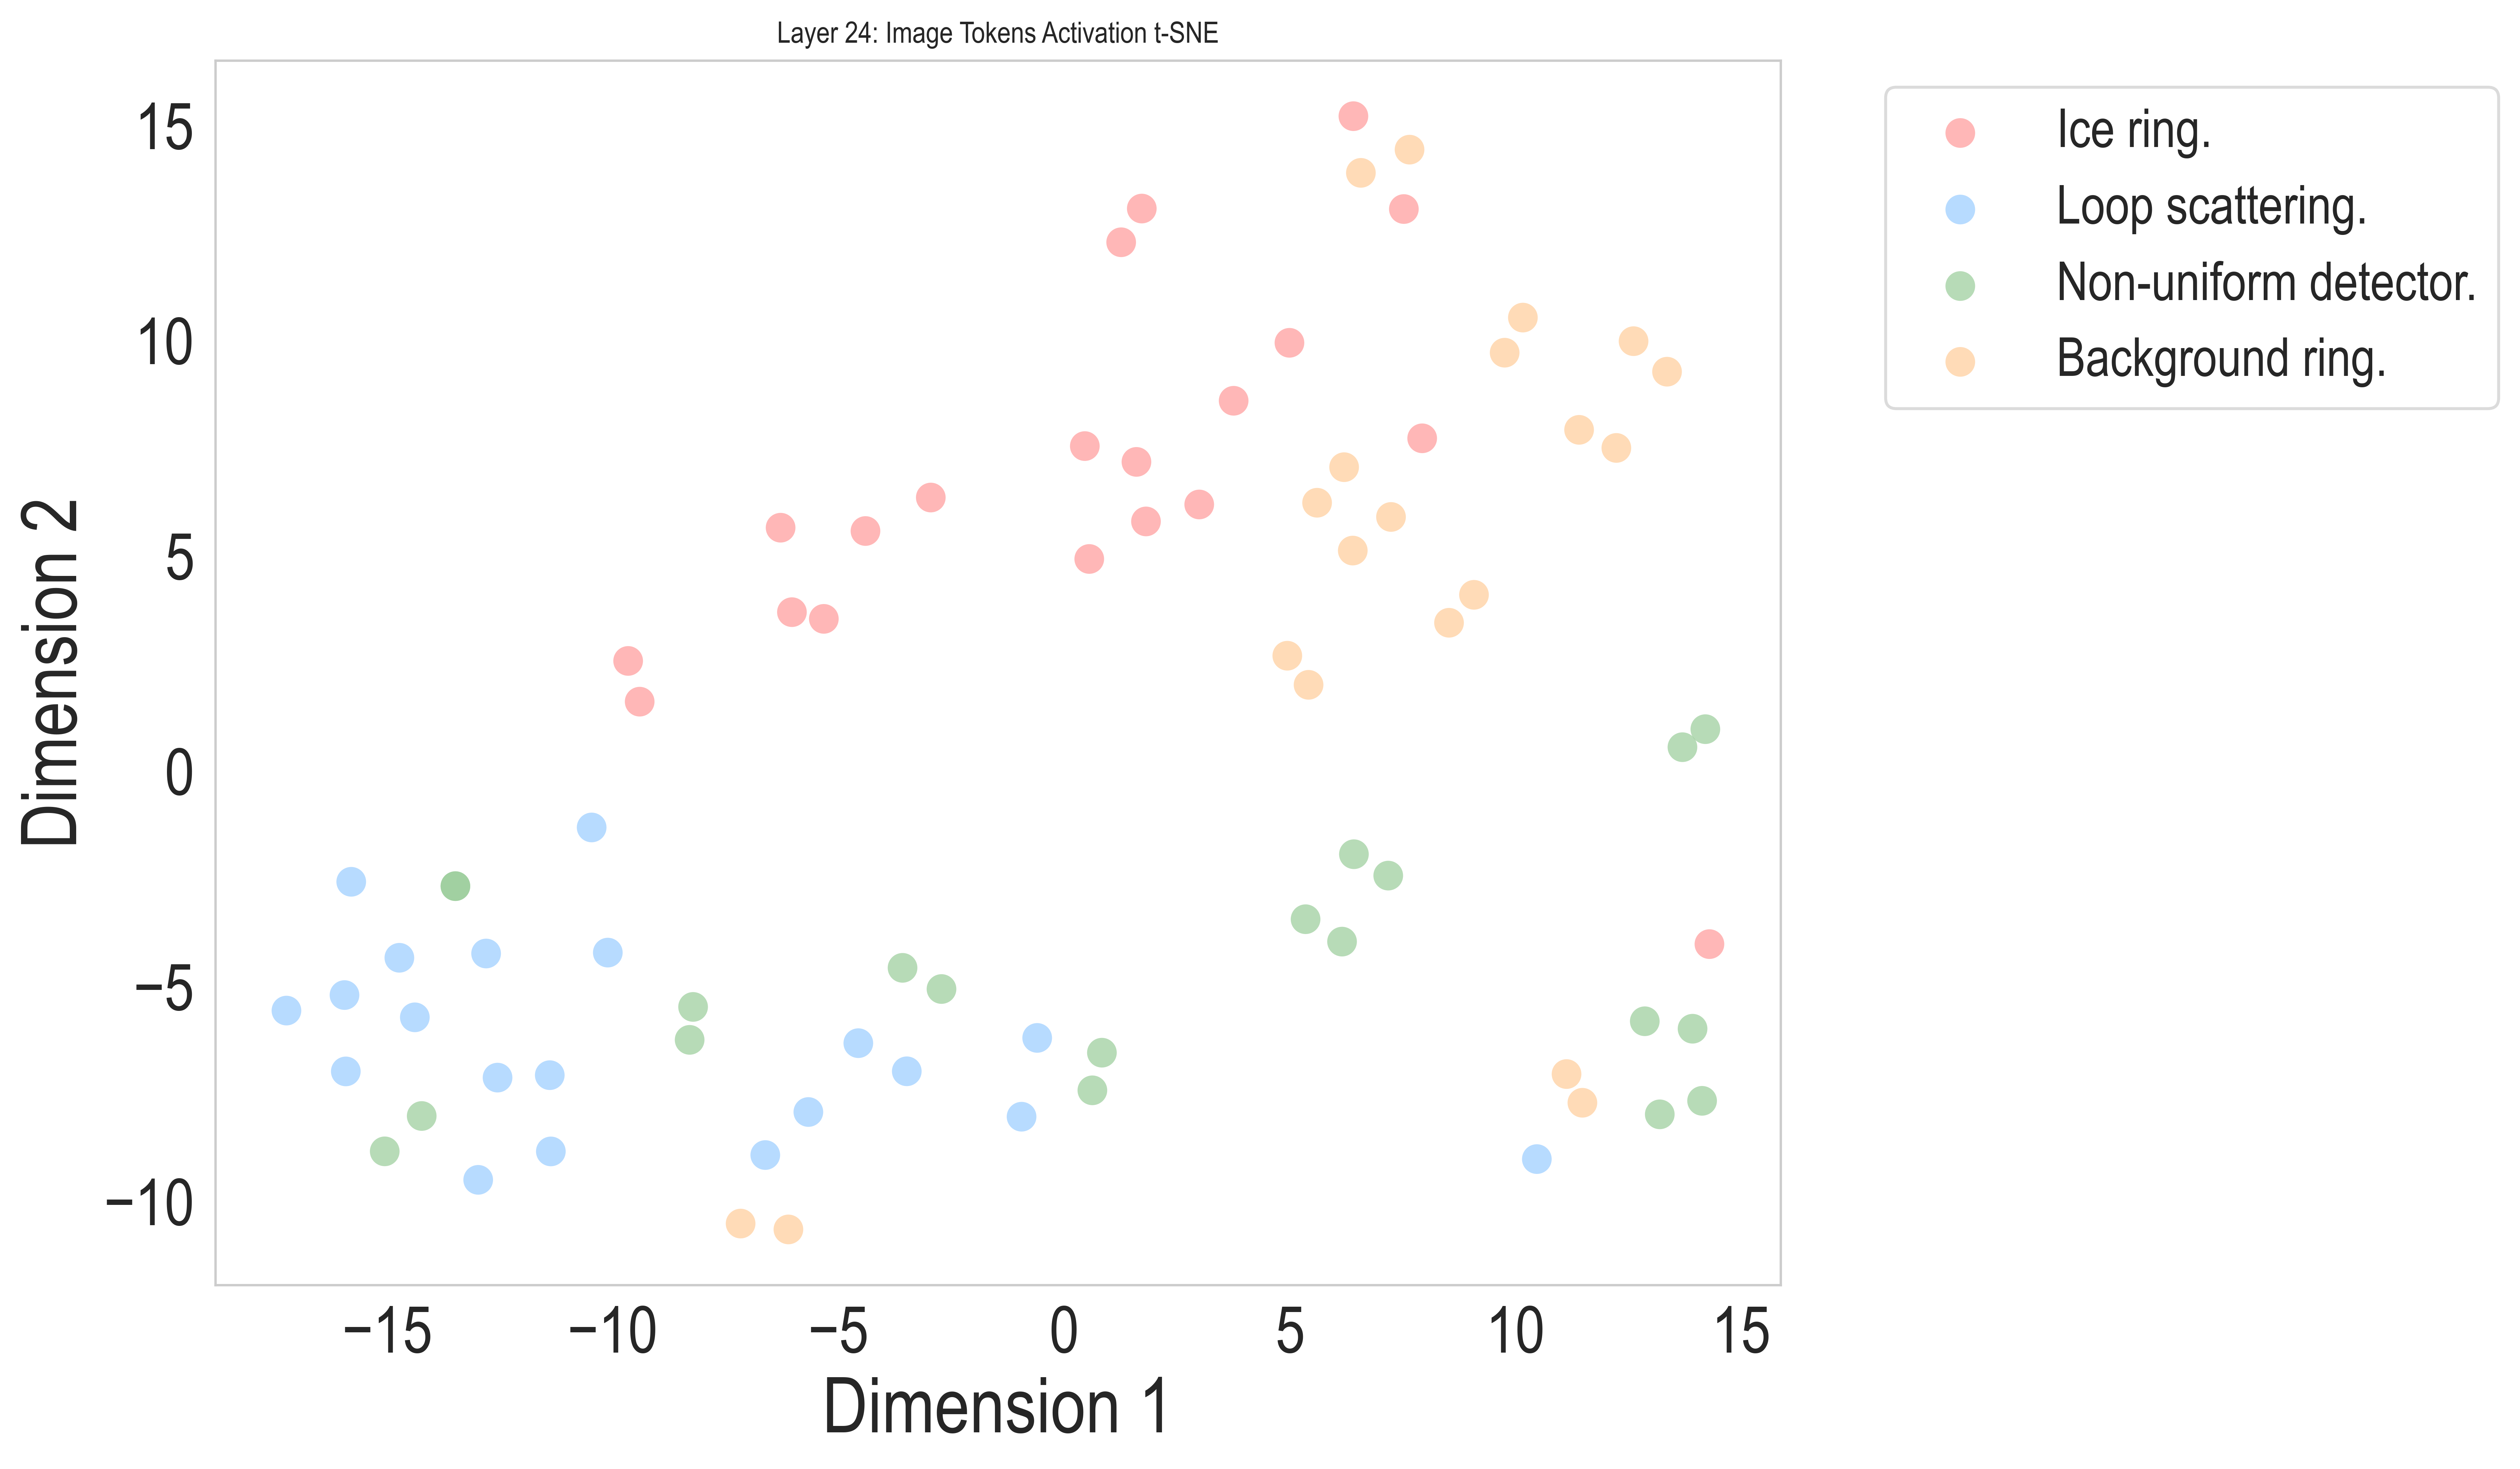 Layer 24: Image Tokens Activation t-SNE
Ice ring.
Loop scattering.
Non-uniform detector.
Background ring.
Dimension 2
15
10
5
0
−5
−10
−15
−10
−5
0
5
10
15
Dimension 1